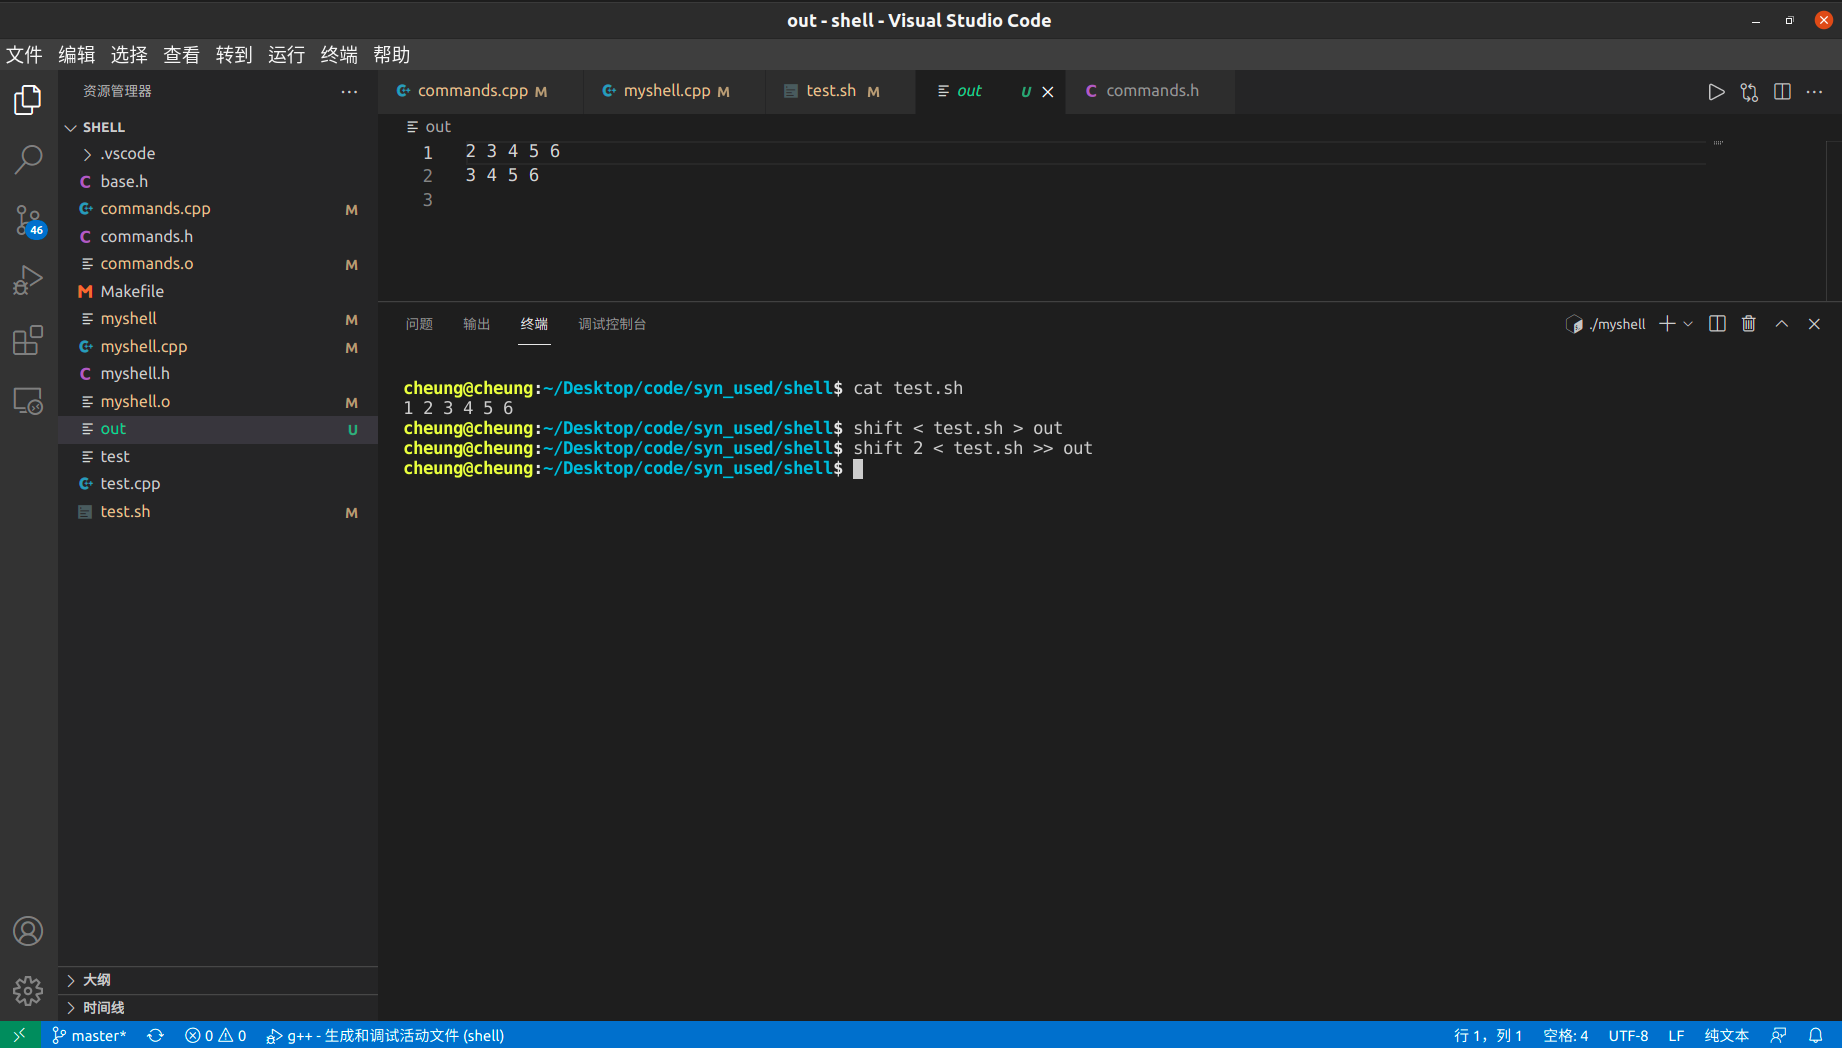 out - shell - Visual Studio Code
文件 编辑 选择 查看 转到 运行 终端 帮助
资源管理器
SHELL
.vscode
base.h
commands.cpp M
commands.h
commands.o M
Makefile
myshell M
myshell.cpp M
myshell.h
myshell.o M
out U
test
test.cpp
test.sh M
大纲
时间线
46
commands.cpp M myshell.cpp M test.sh M out U commands.h
out
1 2 3 4 5 6
2 3 4 5 6
3
问题 输出 终端 调试控制台 ./myshell
cheung@cheung:~/Desktop/code/syn_used/shell$ cat test.sh
1 2 3 4 5 6
cheung@cheung:~/Desktop/code/syn_used/shell$ shift < test.sh > out
cheung@cheung:~/Desktop/code/syn_used/shell$ shift 2 < test.sh >> out
cheung@cheung:~/Desktop/code/syn_used/shell$
master* 0 0 g++ - 生成和调试活动文件 (shell) 行 1，列 1 空格: 4 UTF-8 LF 纯文本